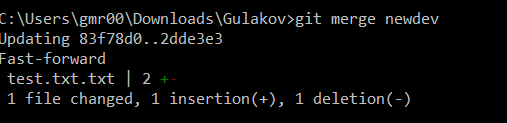 C:\Users\gmr00\Downloads\Gulakov>git merge newdev
Updating 83f78d0..2dde3e3
Fast-forward
 test.txt.txt | 2 +-
 1 file changed, 1 insertion(+), 1 deletion(-)